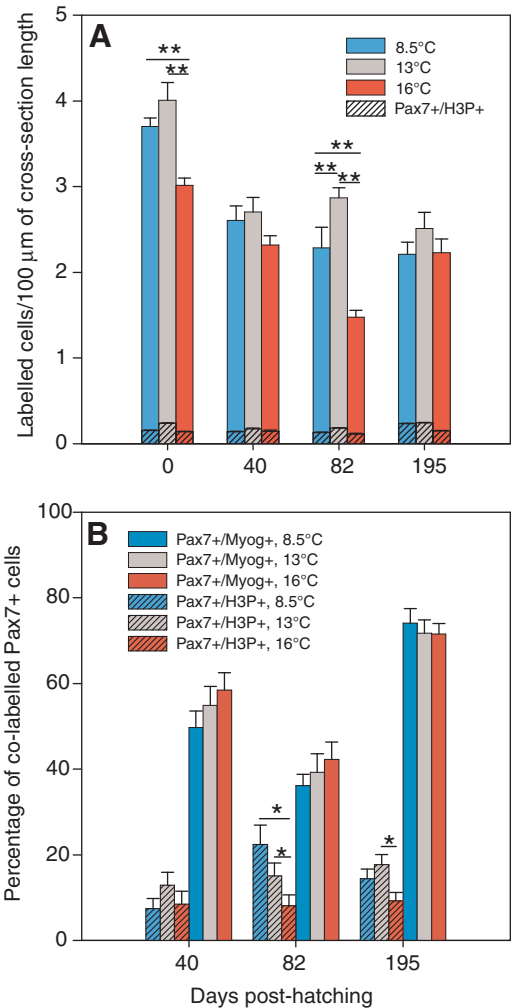 A
Labelled cells/100 μm of cross-section length
5
4
3
2
1
0
**
**
**
**
**
8.5°C
13°C
16°C
Pax7+/H3P+
0 40 82 195
B
Percentage of co-labelled Pax7+ cells
100
80
60
40
20
0
Pax7+/Myog+, 8.5°C
Pax7+/Myog+, 13°C
Pax7+/Myog+, 16°C
Pax7+/H3P+, 8.5°C
Pax7+/H3P+, 13°C
Pax7+/H3P+, 16°C
*
*
*
40 82 195
Days post-hatching